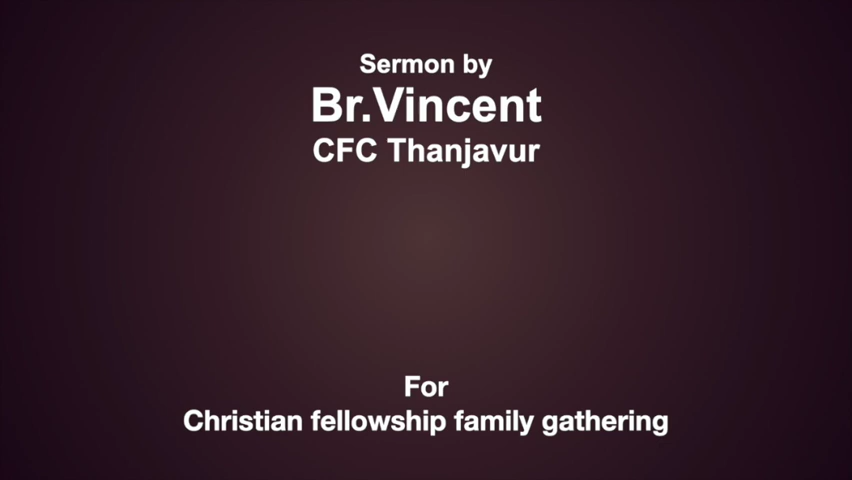 Sermon by
Br.Vincent
CFC Thanjavur
For
Christian fellowship family gathering